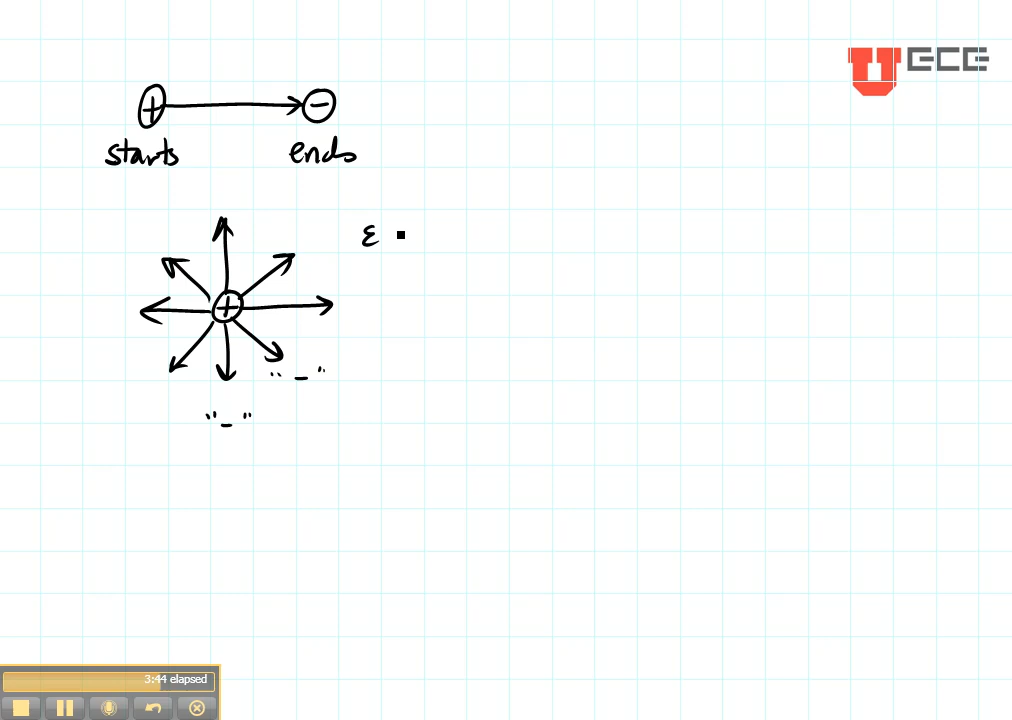 U ECE
+ −
starts ends
ε
+
" − "
" − "
3:44 elapsed